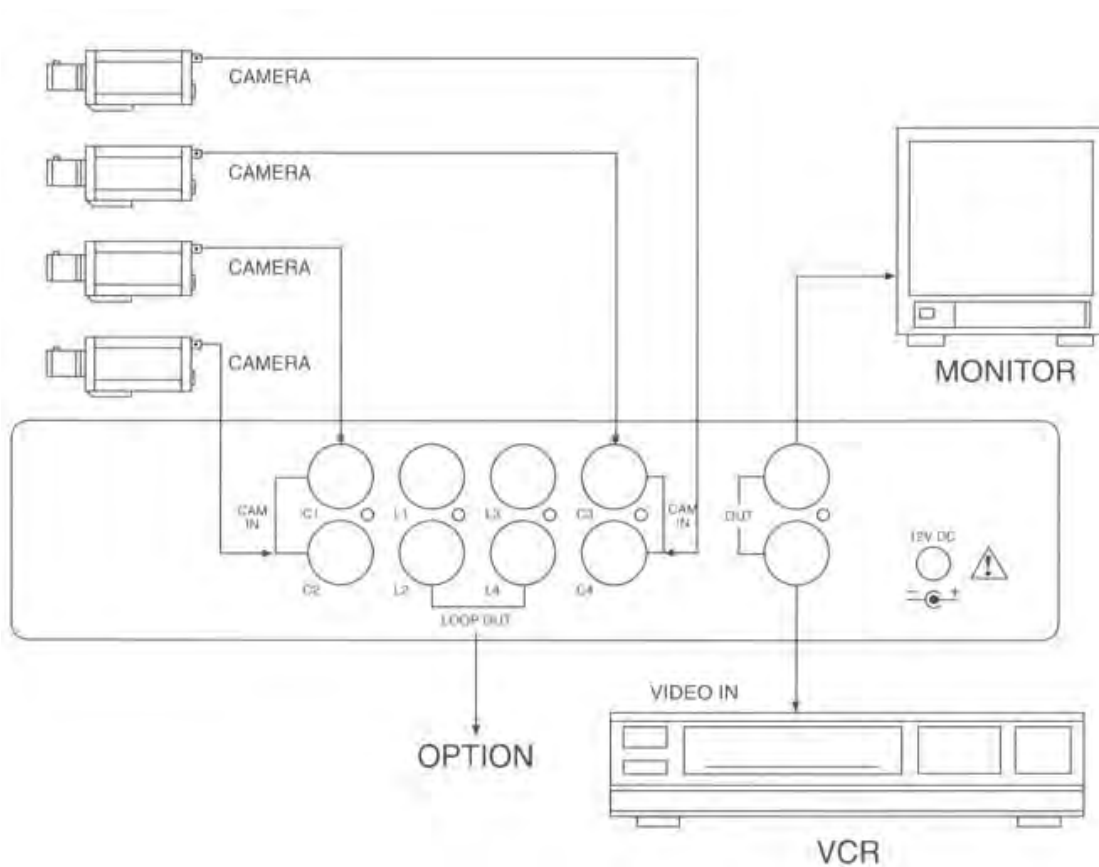 CAMERA
CAMERA
CAMERA
CAMERA
MONITOR
CAM
IN
C1
L1
L3
C3
CAM
IN
OUT
12V DC
C2
L2
L4
C4
- +
LOOP OUT
VIDEO IN
OPTION
VCR